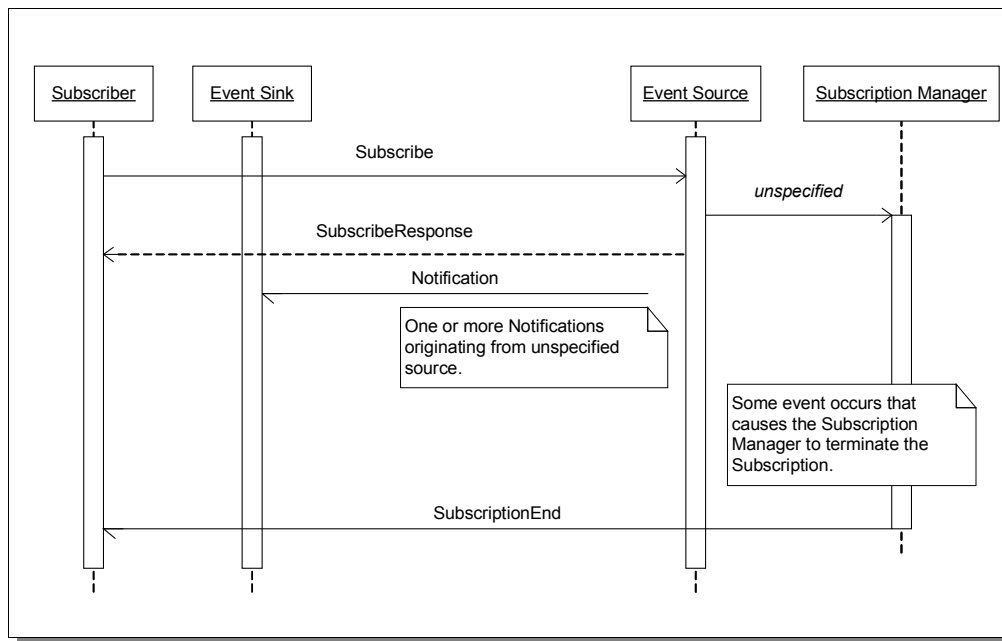 Subscriber
Event Sink
Event Source
Subscription Manager
Subscribe
unspecified
SubscribeResponse
Notification
One or more Notifications
originating from unspecified
source.
Some event occurs that
causes the Subscription
Manager to terminate the
Subscription.
SubscriptionEnd